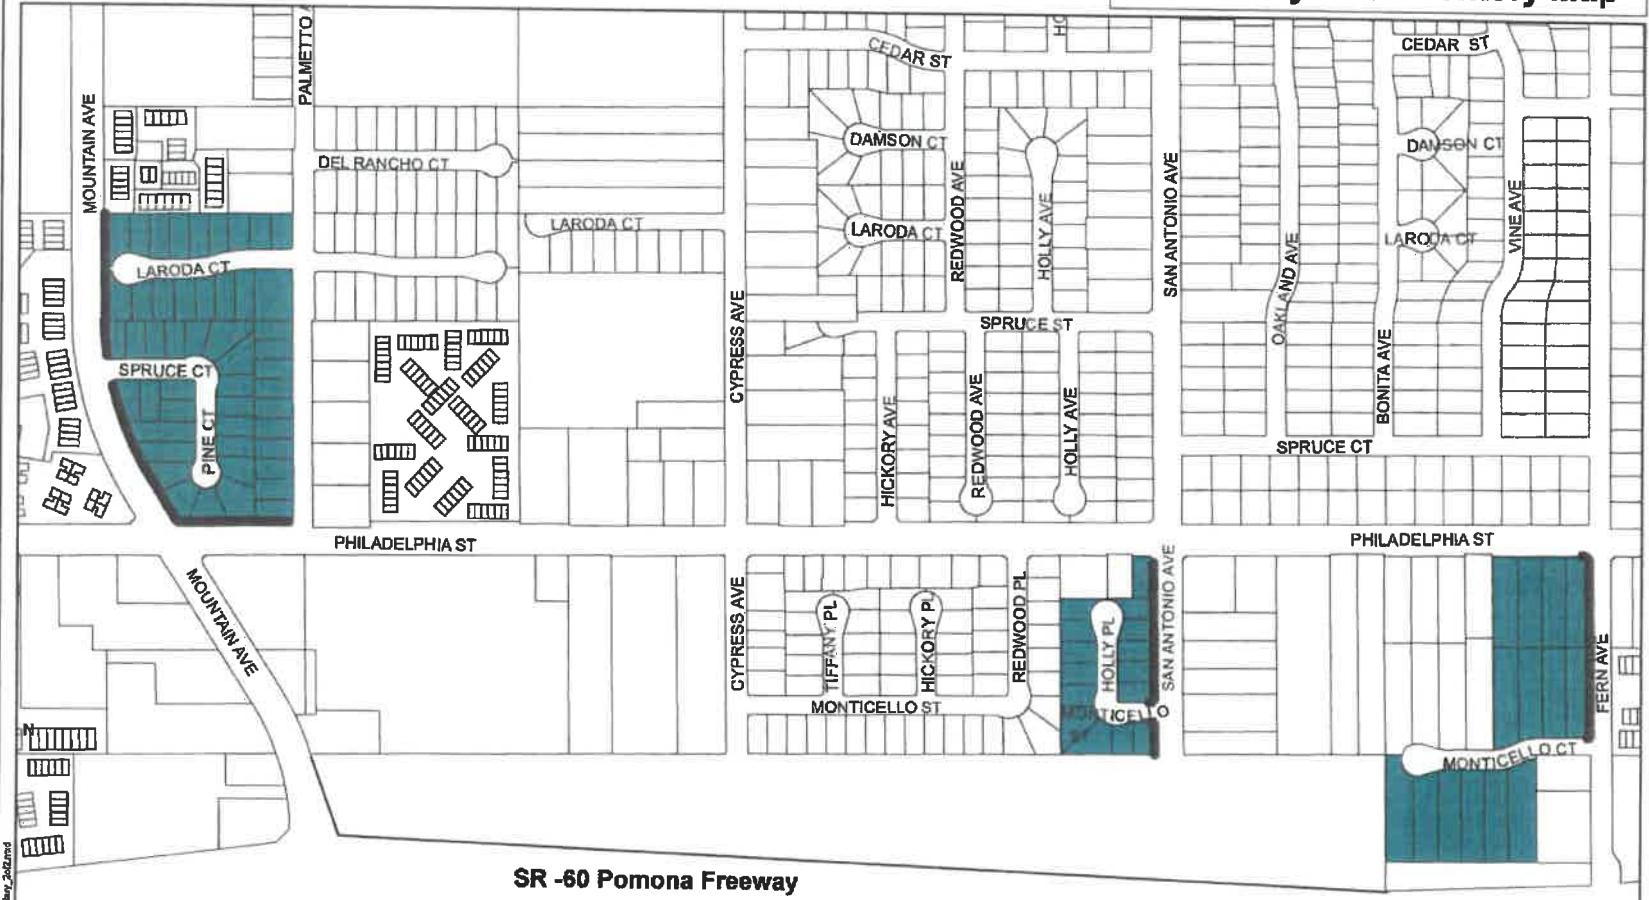 PALMETTO
CEDAR ST
CEDAR ST
MOUNTAIN AVE
DAMSON CT
DAMSON CT
DEL RANCHO CT
REDWOOD AVE
SAN ANTONIO AVE
VINE AVE
LARODA CT
LARODA CT
HOLLY AVE
LARODA CT
OAKLAND AVE
LARODA CT
CYPRESS AVE
SPRUCE ST
BONITA AVE
SPRUCE CT
PINE CT
HICKORY AVE
REDWOOD AVE
HOLLY AVE
SPRUCE CT
PHILADELPHIA ST
PHILADELPHIA ST
MOUNTAIN AVE
CYPRESS AVE
TIFFANY PL
HICKORY PL
REDWOOD PL
HOLLY PL
SAN ANTONIO AVE
FERN AVE
MONTICELLO ST
MONTICELLO
ST
MONTICELLO CT
N
SR -60 Pomona Freeway